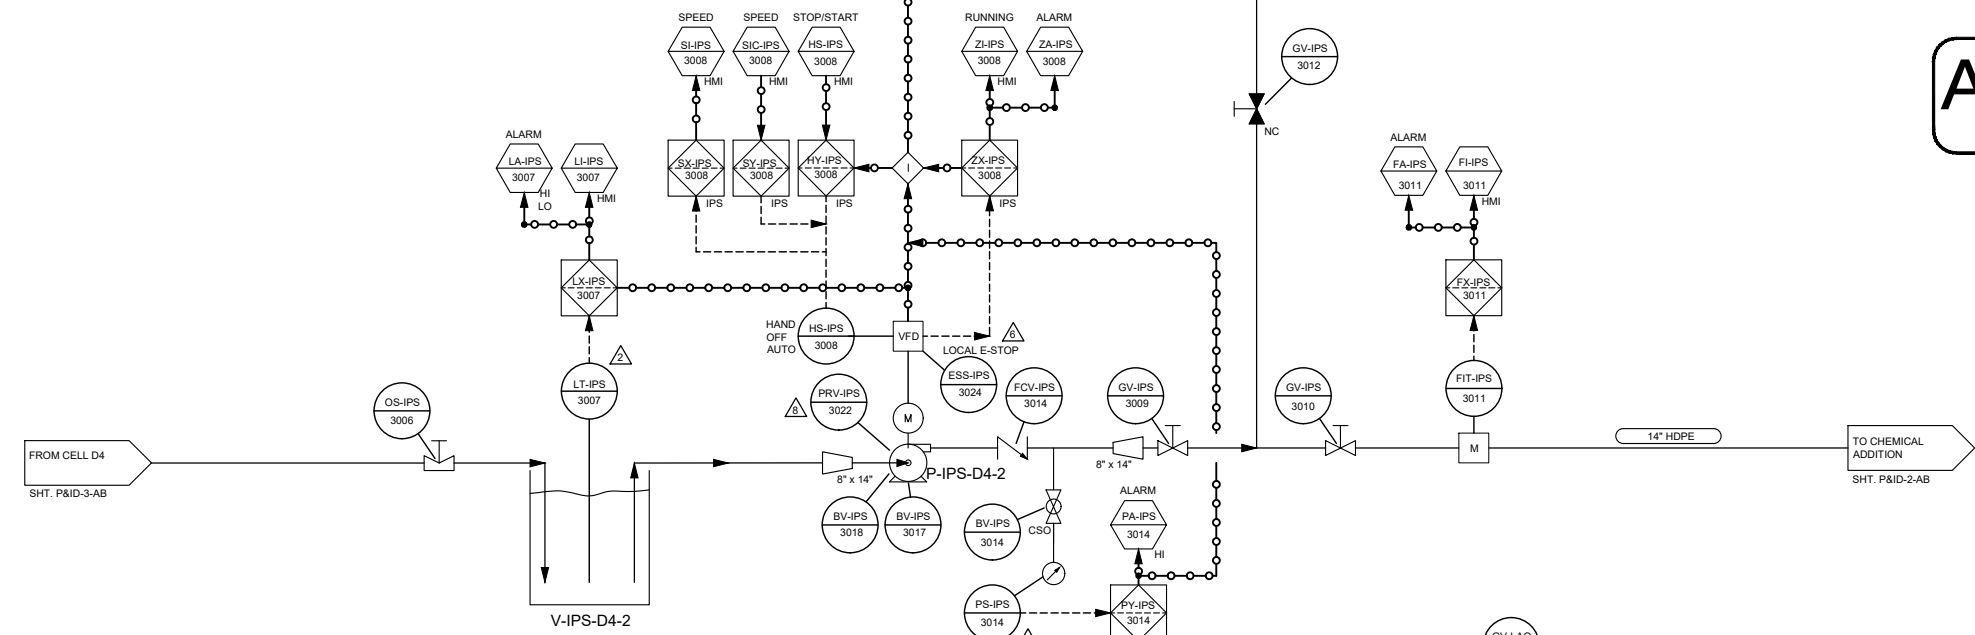 SPEED
SI-IPS
3008
HMI
SPEED
SIC-IPS
3008
HMI
STOP/START
HS-IPS
3008
HMI
RUNNING
ZI-IPS
3008
HMI
ALARM
ZA-IPS
3008
GV-IPS
3012
NC
A
ALARM
LA-IPS
3007
HI
LO
LI-IPS
3007
HMI
SX-IPS
3008
IPS
SY-IPS
3008
HY-IPS
3008
IPS
I
ZX-IPS
3008
IPS
ALARM
FA-IPS
3011
FI-IPS
3011
HMI
LX-IPS
3007
FX-IPS
3011
HAND
OFF
AUTO
HS-IPS
3008
VFD
6
LOCAL E-STOP
ESS-IPS
3024
2
LT-IPS
3007
OS-IPS
3006
8
PRV-IPS
3022
M
FCV-IPS
3014
GV-IPS
3009
GV-IPS
3010
FIT-IPS
3011
M
14" HDPE
FROM CELL D4
SHT. P&ID-3-AB
TO CHEMICAL
ADDITION
SHT. P&ID-2-AB
8" x 14"
P-IPS-D4-2
8" x 14"
BV-IPS
3018
BV-IPS
3017
BV-IPS
3014
CSO
ALARM
PA-IPS
3014
HI
PS-IPS
3014
PY-IPS
3014
V-IPS-D4-2